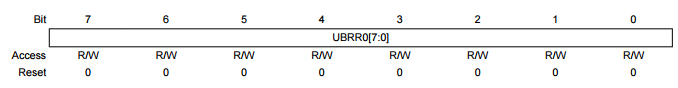 Bit 7 6 5 4 3 2 1 0
UBRR0[7:0]
Access R/W R/W R/W R/W R/W R/W R/W R/W
Reset 0 0 0 0 0 0 0 0